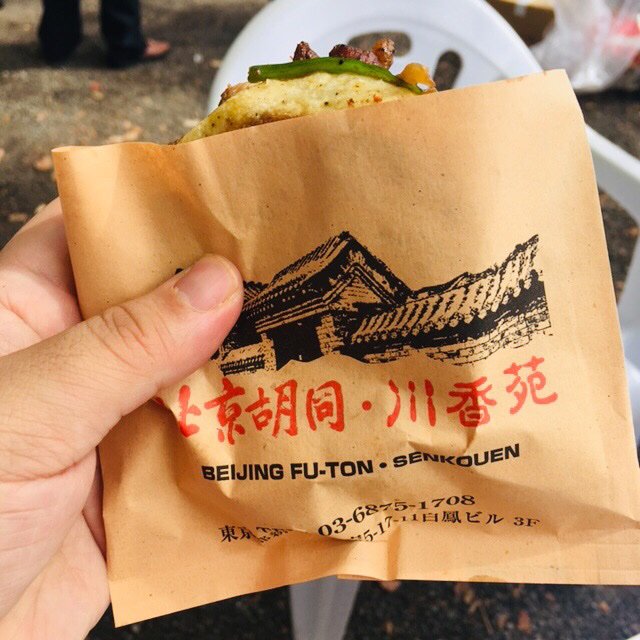 北京胡同・川香苑
BEIJING FU-TON・SENKOUEN
03-6875-1708
東京 5-17-11白鳳ビル 3F